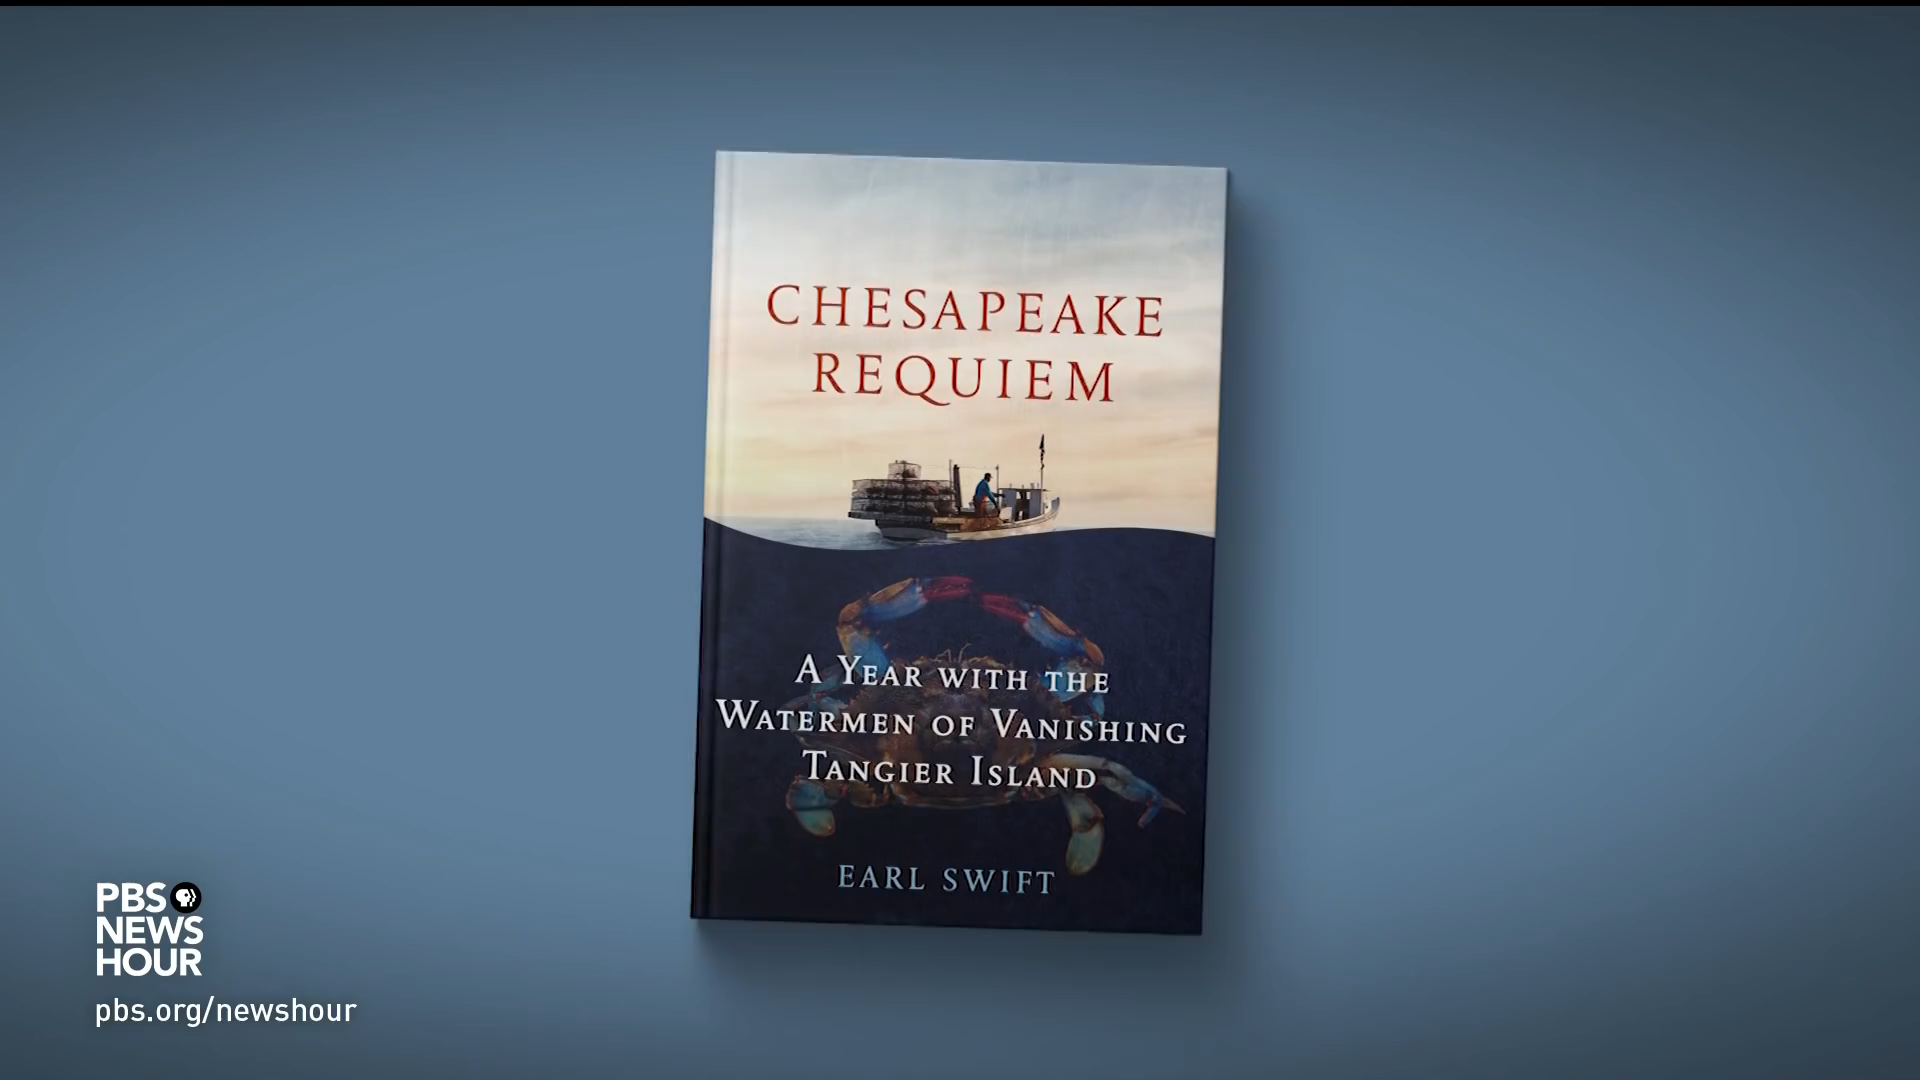 CHESAPEAKE
REQUIEM
A YEAR WITH THE
WATERMEN OF VANISHING
TANGIER ISLAND
EARL SWIFT
PBS
NEWS
HOUR
pbs.org/newshour